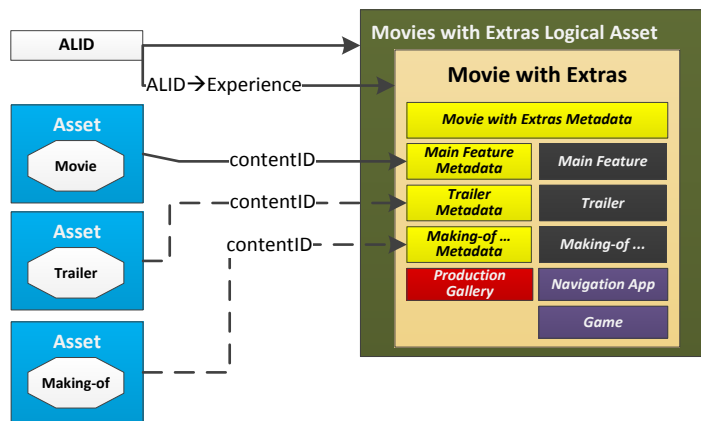 ALID
Movies with Extras Logical Asset
ALID→Experience
Movie with Extras
Movie with Extras Metadata
Asset
Movie
contentID
Main Feature
Metadata
Main Feature
Asset
Trailer
contentID
Trailer
Metadata
Trailer
contentID
Making-of ...
Metadata
Making-of ...
Production
Gallery
Navigation App
Game
Asset
Making-of